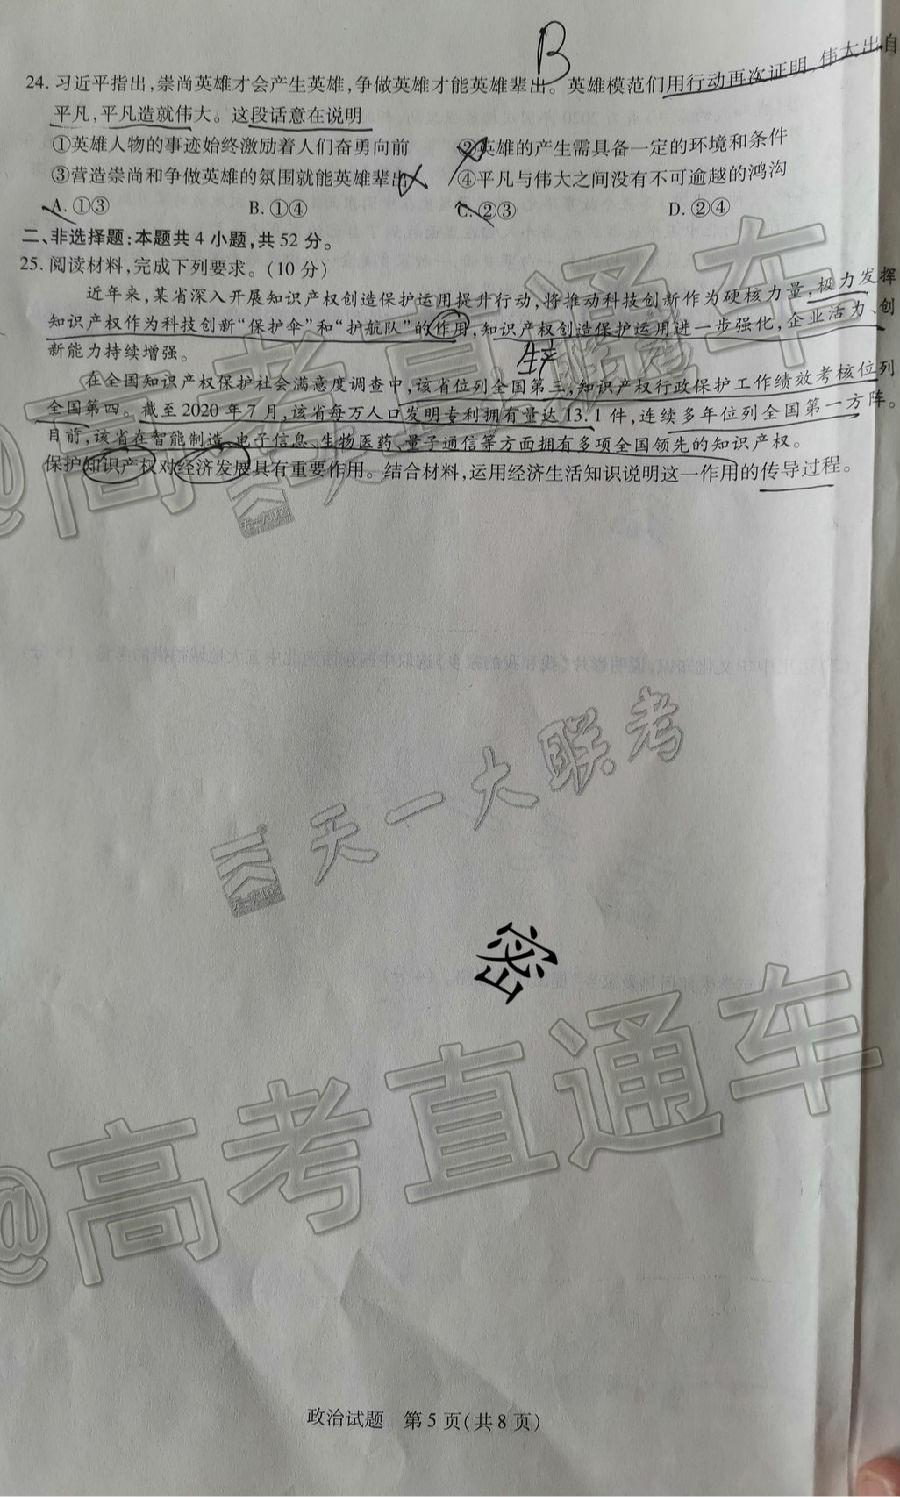 B
24. 习近平指出,崇尚英雄才会产生英雄,争做英雄才能英雄辈出。英雄模范们用行动再次证明,伟大出自
平凡,平凡造就伟大。这段话意在说明
①英雄人物的事迹始终激励着人们奋勇向前 ②英雄的产生需具备一定的环境和条件
③营造崇尚和争做英雄的氛围就能英雄辈出 ④平凡与伟大之间没有不可逾越的鸿沟
A. ①③ B. ①④ C. ②③ D. ②④
二、非选择题:本题共 4 小题,共 52 分。
25. 阅读材料,完成下列要求。(10 分)
近年来,某省深入开展知识产权创造保护运用提升行动,将推动科技创新作为硬核力量,极力发挥
知识产权作为科技创新“保护伞”和“护航队”的作用,知识产权创造保护运用进一步强化,企业活力、创
新能力持续增强。
生产
在全国知识产权保护社会满意度调查中,该省位列全国第三,知识产权行政保护工作绩效考核位列
全国第四。截至 2020 年 7 月,该省每万人口发明专利拥有量达 13.1 件,连续多年位列全国第一方阵。
目前,该省在智能制造、电子信息、生物医药、量子通信等方面拥有多项全国领先的知识产权。
保护知识产权对经济发展具有重要作用。结合材料,运用经济生活知识说明这一作用的传导过程。
@高考直通车
天一大联考
天一大联考
密
@高考直通车
政治试题 第 5 页(共 8 页)